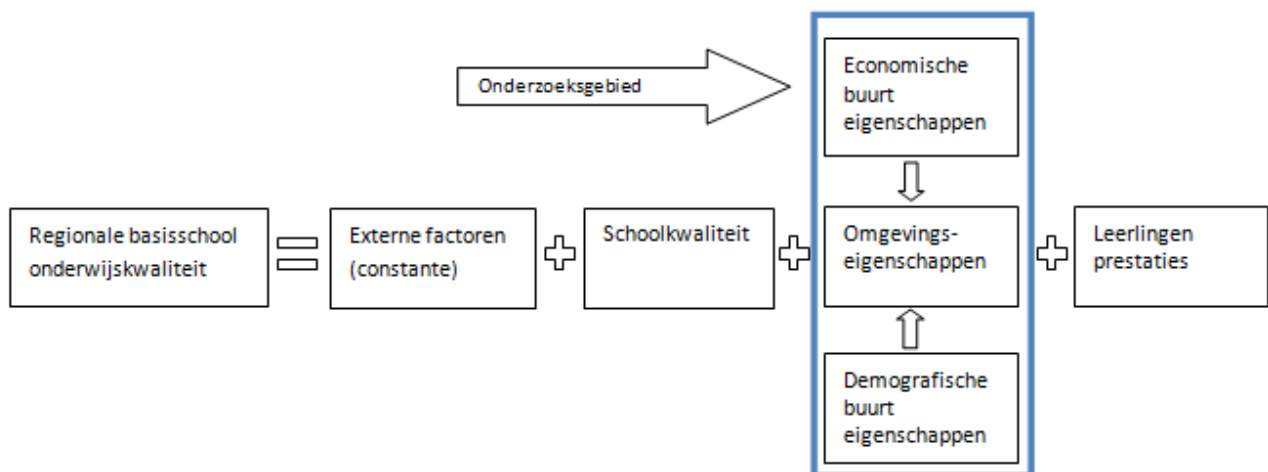 Onderzoeksgebied
Economische
buurt
eigenschappen
Regionale basisschool
onderwijskwaliteit
Externe factoren
(constante)
Schoolkwaliteit
Omgevings-
eigenschappen
Leerlingen
prestaties
Demografische
buurt
eigenschappen